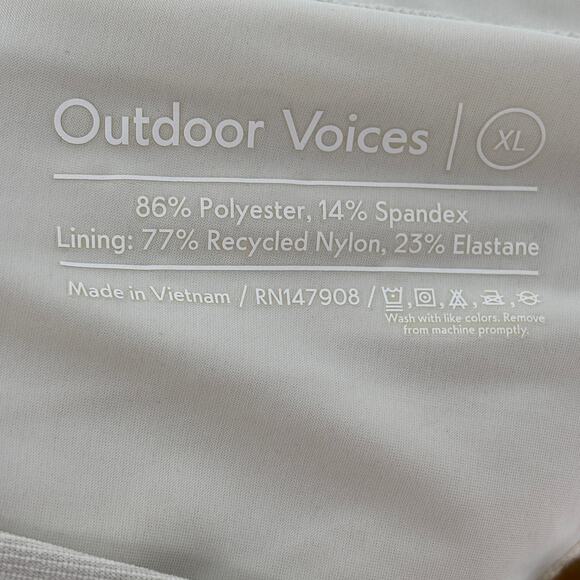 Outdoor Voices / XL
86% Polyester, 14% Spandex
Lining: 77% Recycled Nylon, 23% Elastane
Made in Vietnam / RN147908 /
Wash with like colors. Remove
from machine promptly.